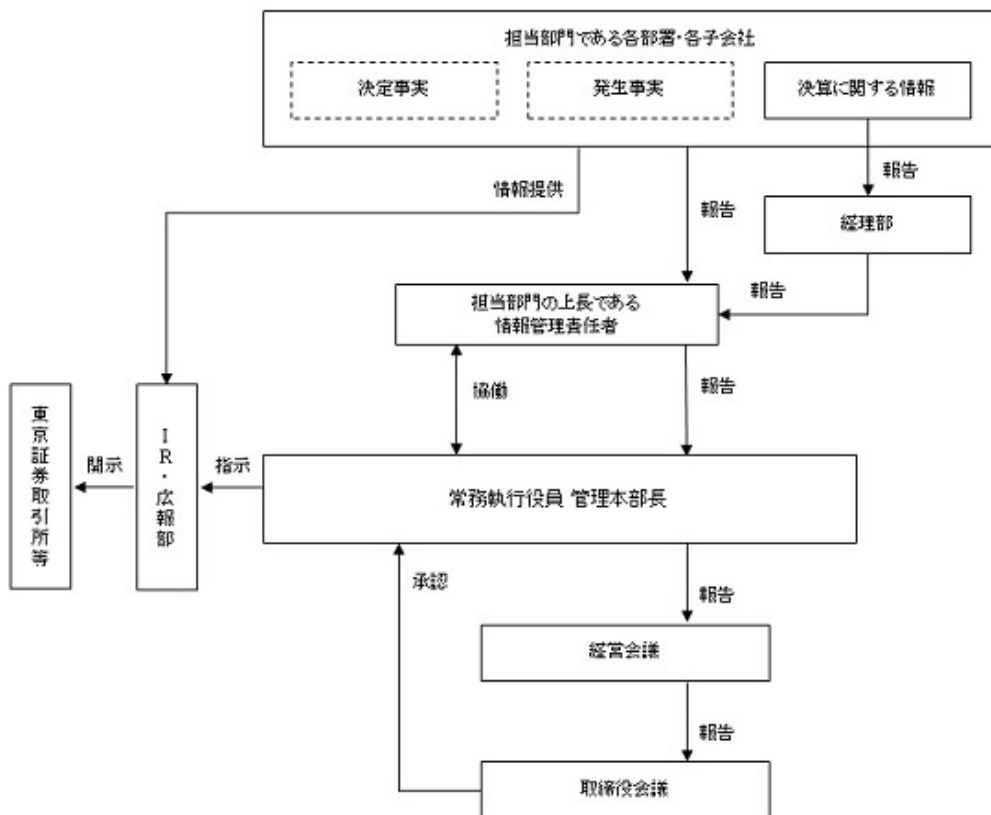 担当部門である各部署・各子会社
決定事実
発生事実
決算に関する情報
情報提供
報告
報告
経理部
報告
担当部門の上長である
情報管理責任者
協働
報告
東京証券取引所等
開示
IR・広報部
指示
常務執行役員 管理本部長
承認
報告
経営会議
報告
取締役会議